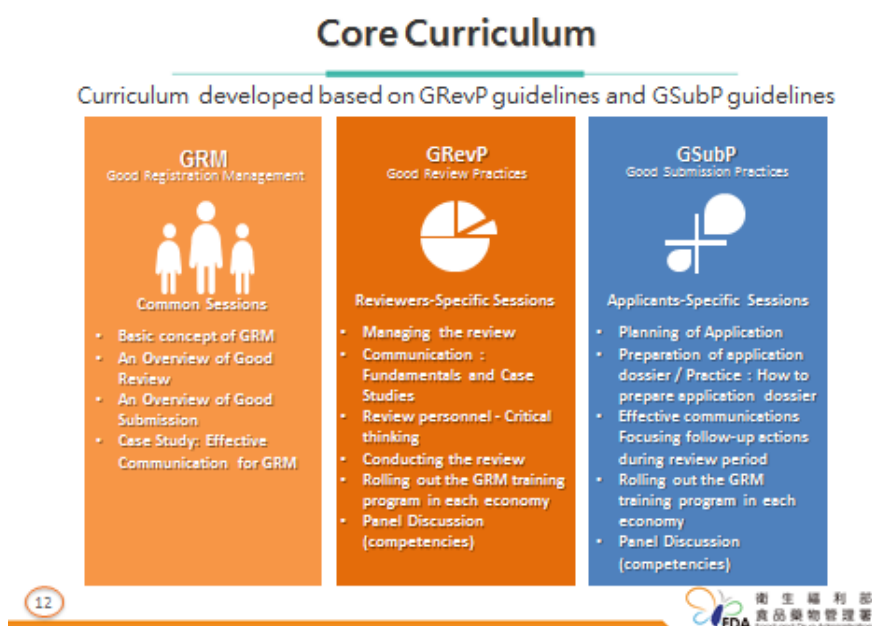 Core Curriculum
Curriculum developed based on GRevP guidelines and GSubP guidelines
GRM
Good Registration Management
Common Sessions
• Basic concept of GRM
• An Overview of Good
Review
• An Overview of Good
Submission
• Case Study: Effective
Communication for GRM
GRevP
Good Review Practices
Reviewers-Specific Sessions
• Managing the review
• Communication :
Fundamentals and Case
Studies
• Review personnel - Critical
thinking
• Conducting the review
• Rolling out the GRM training
program in each economy
• Panel Discussion
(competencies)
GSubP
Good Submission Practices
Applicants-Specific Sessions
• Planning of Application
• Preparation of application
dossier / Practice : How to
prepare application dossier
• Effective communications
Focusing follow-up actions
during review period
• Rolling out the GRM
training program in each
economy
• Panel Discussion
(competencies)
12
衛生福利部
FDA 食品藥物管理署